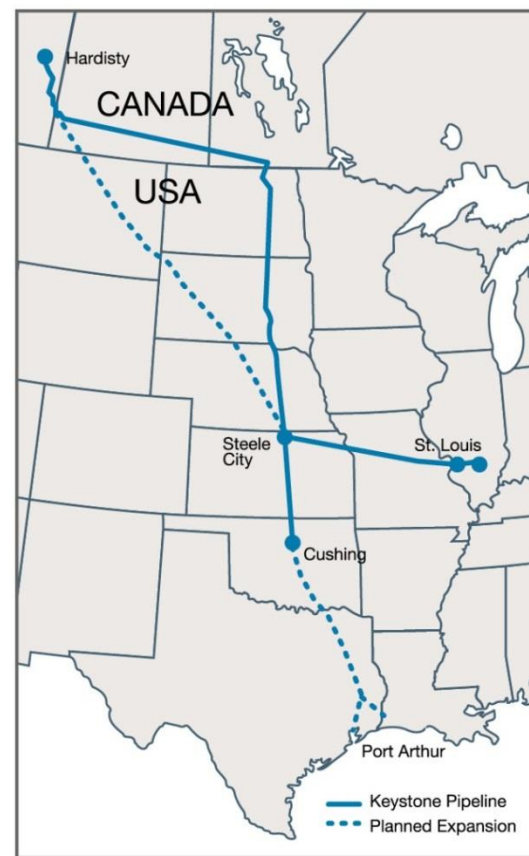 Hardisty
CANADA
USA
Steele
City
St. Louis
Cushing
Port Arthur
Keystone Pipeline
Planned Expansion